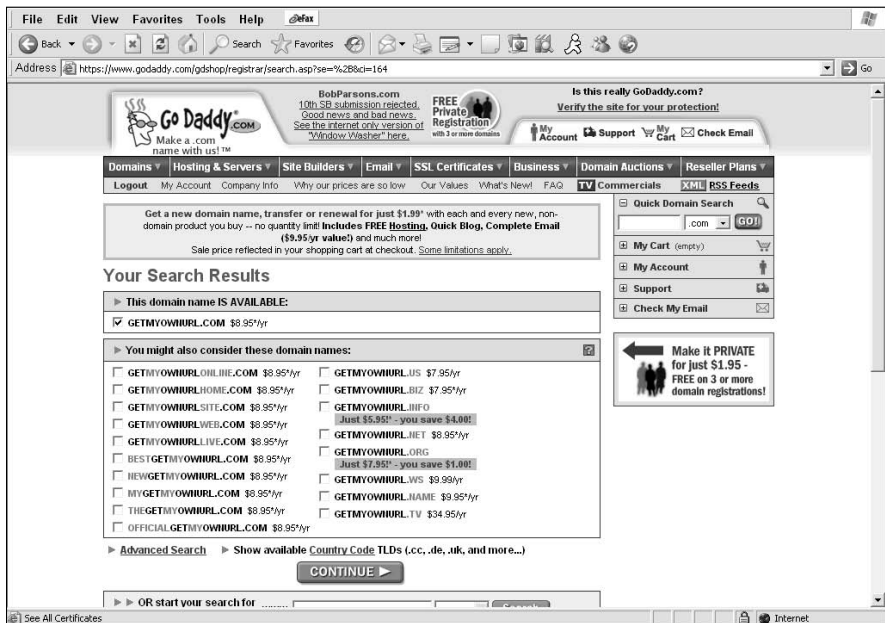 File Edit View Favorites Tools Help eFax
Back Search Favorites
Address https://www.godaddy.com/gdshop/registrar/search.asp?se=%2B&ci=164 Go
Go Daddy.COM
Make a .com
name with us!™
BobParsons.com
10th SB submission rejected.
Good news and bad news.
See the internet only version of
"Window Washer" here.
FREE
Private
Registration
with 3 or more domains
Is this really GoDaddy.com?
Verify the site for your protection!
My Account Support My Cart Check Email
Domains Hosting & Servers Site Builders Email SSL Certificates Business Domain Auctions Reseller Plans
Logout My Account Company Info Why our prices are so low Our Values What's New! FAQ TV Commercials XML RSS Feeds
Get a new domain name, transfer or renewal for just $1.99* with each and every new, non-
domain product you buy -- no quantity limit! Includes FREE Hosting, Quick Blog, Complete Email
($9.95/yr value!) and much more!
Sale price reflected in your shopping cart at checkout. Some limitations apply.
Quick Domain Search
.com GO!
My Cart (empty)
My Account
Support
Check My Email
Make it PRIVATE
for just $1.95 -
FREE on 3 or more
domain registrations!
Your Search Results
This domain name IS AVAILABLE:
GETMYOWNURL.COM $8.95*/yr
You might also consider these domain names: ?
GETMYOWNURLONLINE.COM $8.95*/yr
GETMYOWNURLHOME.COM $8.95*/yr
GETMYOWNURLSITE.COM $8.95*/yr
GETMYOWNURLWEB.COM $8.95*/yr
GETMYOWNURLLIVE.COM $8.95*/yr
BESTGETMYOWNURL.COM $8.95*/yr
NEWGETMYOWNURL.COM $8.95*/yr
MYGETMYOWNURL.COM $8.95*/yr
THEGETMYOWNURL.COM $8.95*/yr
OFFICIALGETMYOWNURL.COM $8.95*/yr
GETMYOWNURL.US $7.95/yr
GETMYOWNURL.BIZ $7.95*/yr
GETMYOWNURL.INFO
Just $5.95!* - you save $4.00!
GETMYOWNURL.NET $8.95*/yr
GETMYOWNURL.ORG
Just $7.95!* - you save $1.00!
GETMYOWNURL.WS $9.99/yr
GETMYOWNURL.NAME $9.95*/yr
GETMYOWNURL.TV $34.95/yr
Advanced Search Show available Country Code TLDs (.cc, .de, .uk, and more...)
CONTINUE
OR start your search for
See All Certificates Internet